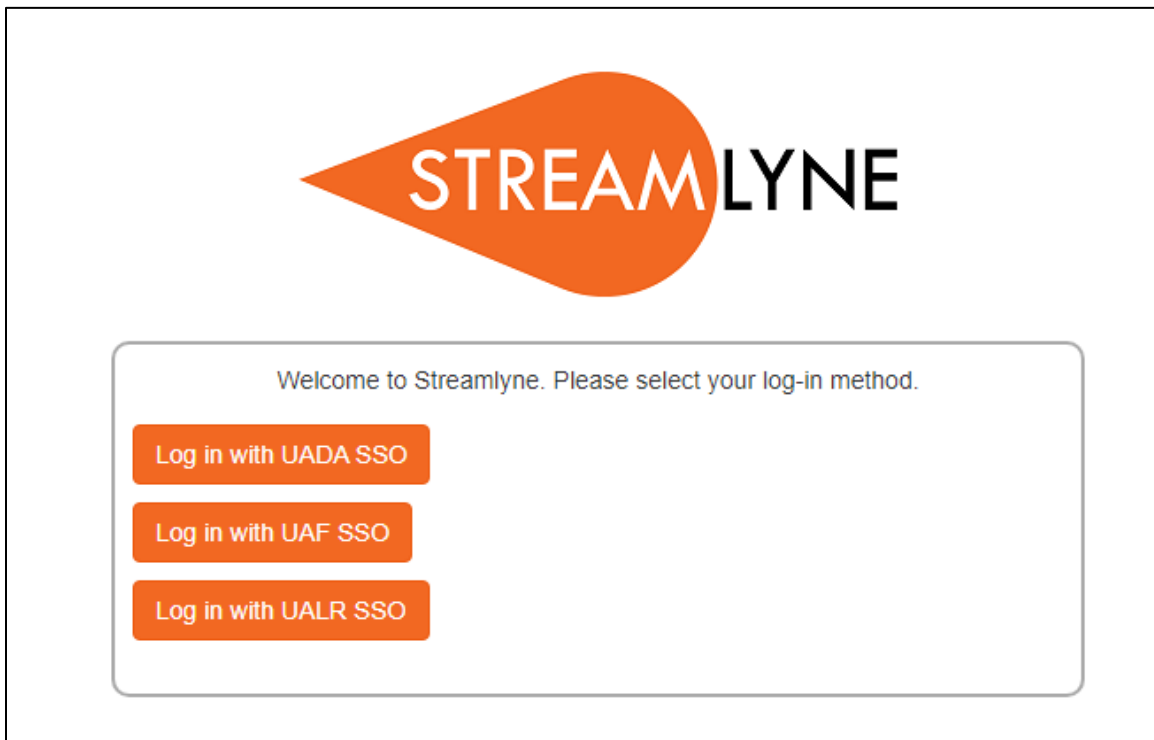 STREAMLYNE
Welcome to Streamlyne. Please select your log-in method.
Log in with UADA SSO
Log in with UAF SSO
Log in with UALR SSO